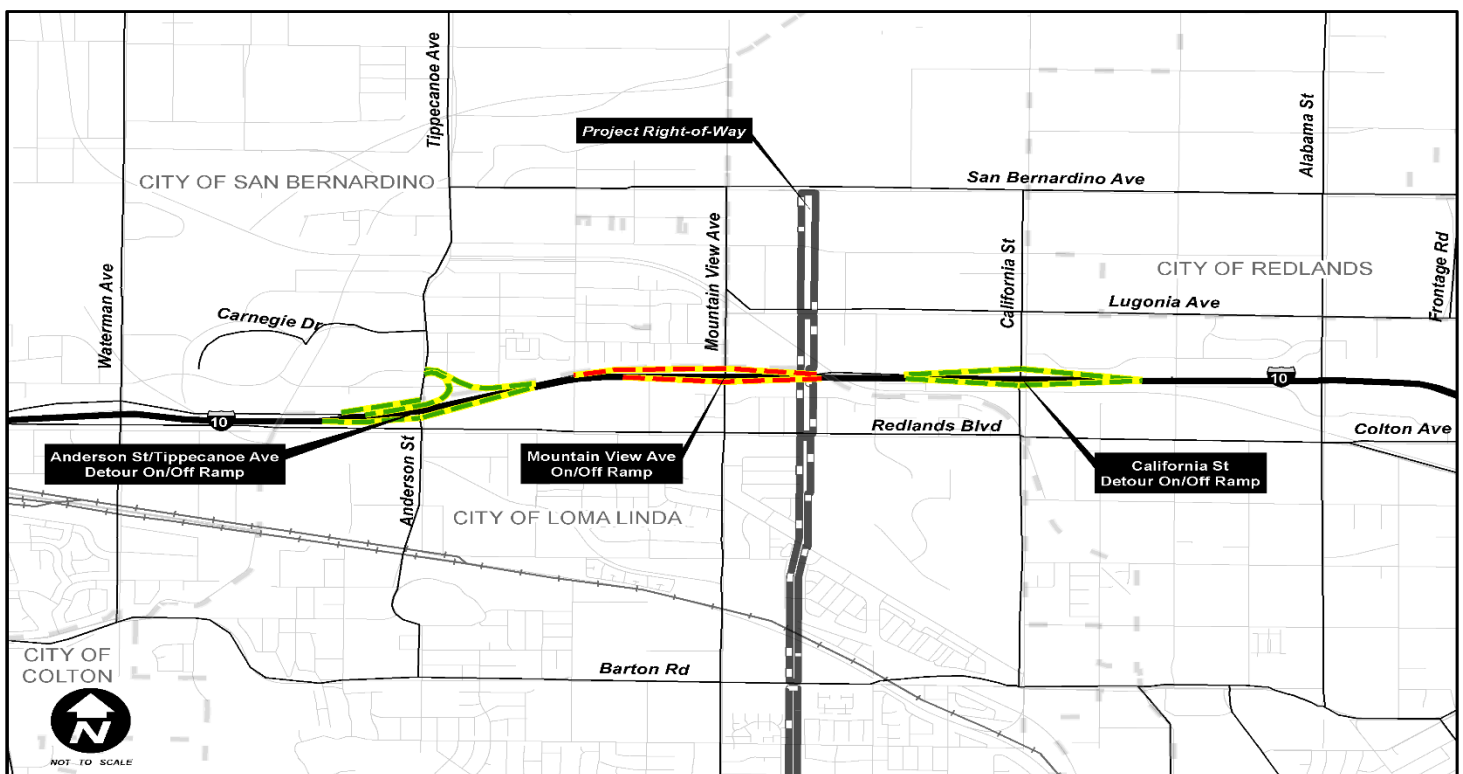 Tippecanoe Ave
Project Right-of-Way
Alabama St
CITY OF SAN BERNARDINO
San Bernardino Ave
Waterman Ave
Mountain View Ave
California St
CITY OF REDLANDS
Frontage Rd
Carnegie Dr
Lugonia Ave
10
10
Redlands Blvd
Colton Ave
Anderson St/Tippecanoe Ave
Detour On/Off Ramp
Mountain View Ave
On/Off Ramp
California St
Detour On/Off Ramp
Anderson St
CITY OF LOMA LINDA
CITY OF
COLTON
Barton Rd
N
NOT TO SCALE